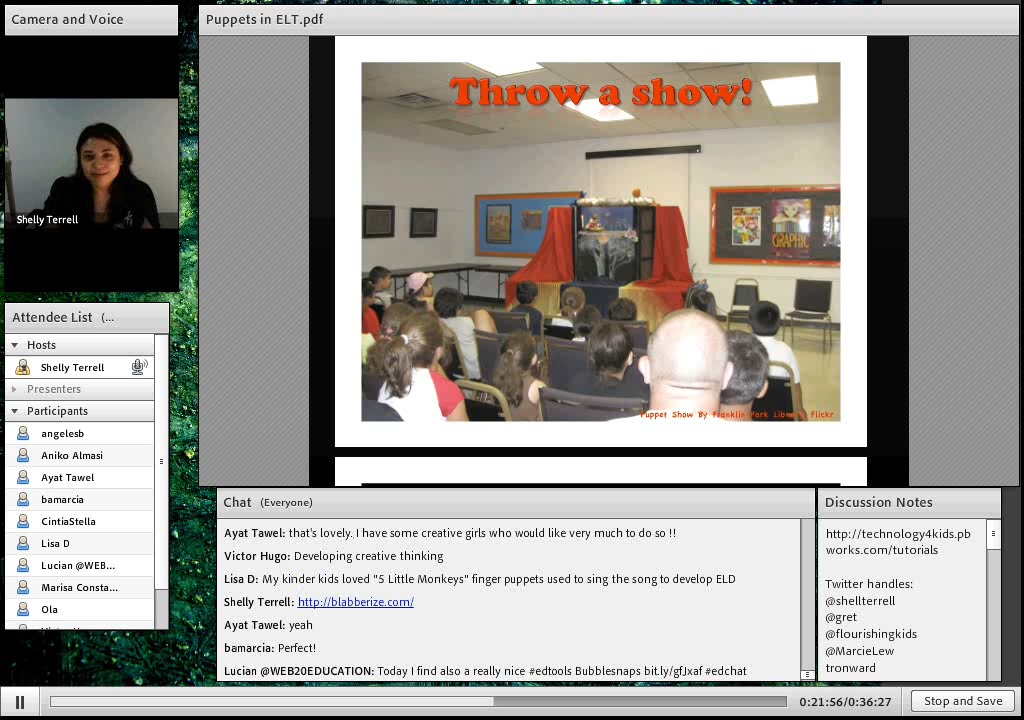 Camera and Voice
Shelly Terrell
Attendee List (...
Hosts
Shelly Terrell
Presenters
Participants
angelesb
Aniko Almasi
Ayat Tawel
bamarcia
CintiaStella
Lisa D
Lucian @WEB...
Marisa Consta...
Ola
Puppets in ELT.pdf
Throw a show!
GRAPHIC
Puppet Show By Franklin Park Library, Flickr
Chat (Everyone)
Ayat Tawel: that's lovely. I have some creative girls who would like very much to do so !!
Victor Hugo: Developing creative thinking
Lisa D: My kinder kids loved "5 Little Monkeys" finger puppets used to sing the song to develop ELD
Shelly Terrell: http://blabberize.com/
Ayat Tawel: yeah
bamarcia: Perfect!
Lucian @WEB20EDUCATION: Today I find also a really nice #edtools Bubblesnaps bit.ly/gfJxaf #edchat
Discussion Notes
http://technology4kids.pb
works.com/tutorials
Twitter handles:
@shellterrell
@gret
@flourishingkids
@MarcieLew
tronward
0:21:56/0:36:27
Stop and Save